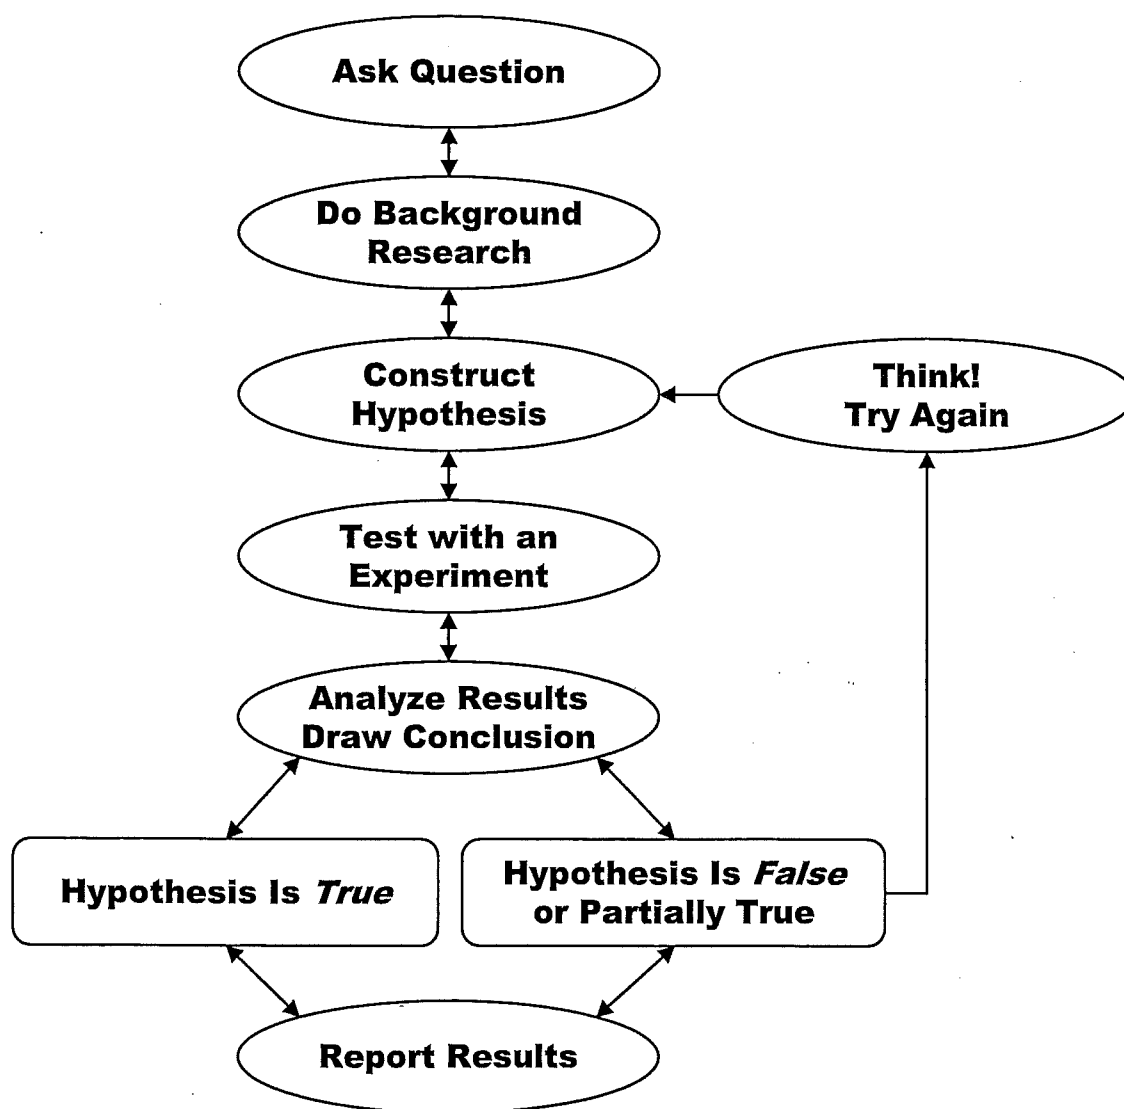 Ask Question
Do Background
Research
Construct
Hypothesis
Think!
Try Again
Test with an
Experiment
Analyze Results
Draw Conclusion
Hypothesis Is True
Hypothesis Is False
or Partially True
Report Results